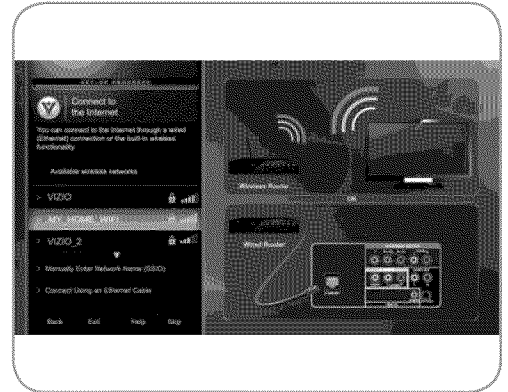 Connect to
the Internet
You can connect to the Internet through a wired
(Ethernet) connection or the built-in wireless
functionality.
Available wireless networks
> VIZIO
MY_HOME_WIFI
> VIZIO_2
> Manually Enter Network Name (SSID)
> Connect Using an Ethernet Cable
Back Exit Help Skip
Wireless Router
OR
Wired Router